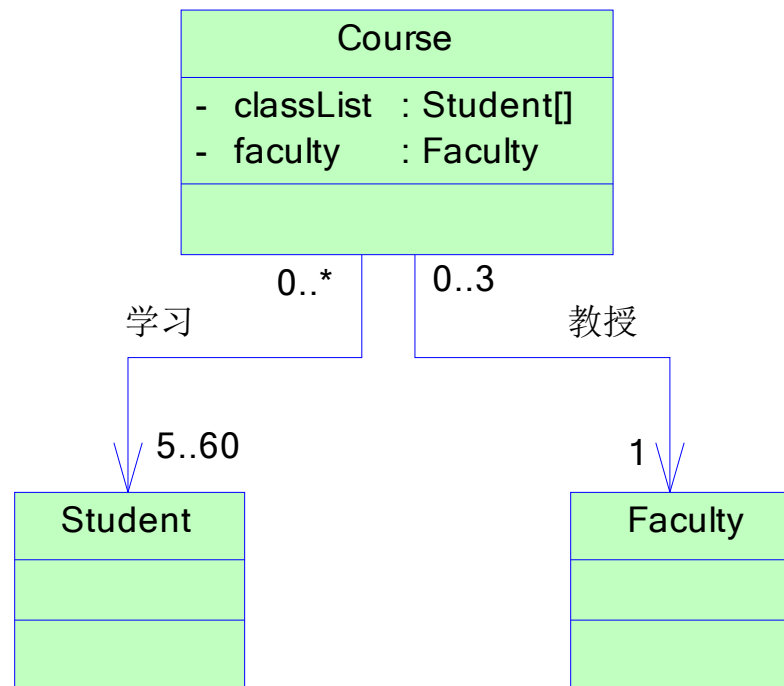 Course
- classList : Student[]
- faculty : Faculty
0..* 0..3
学习 教授
5..60 1
Student Faculty